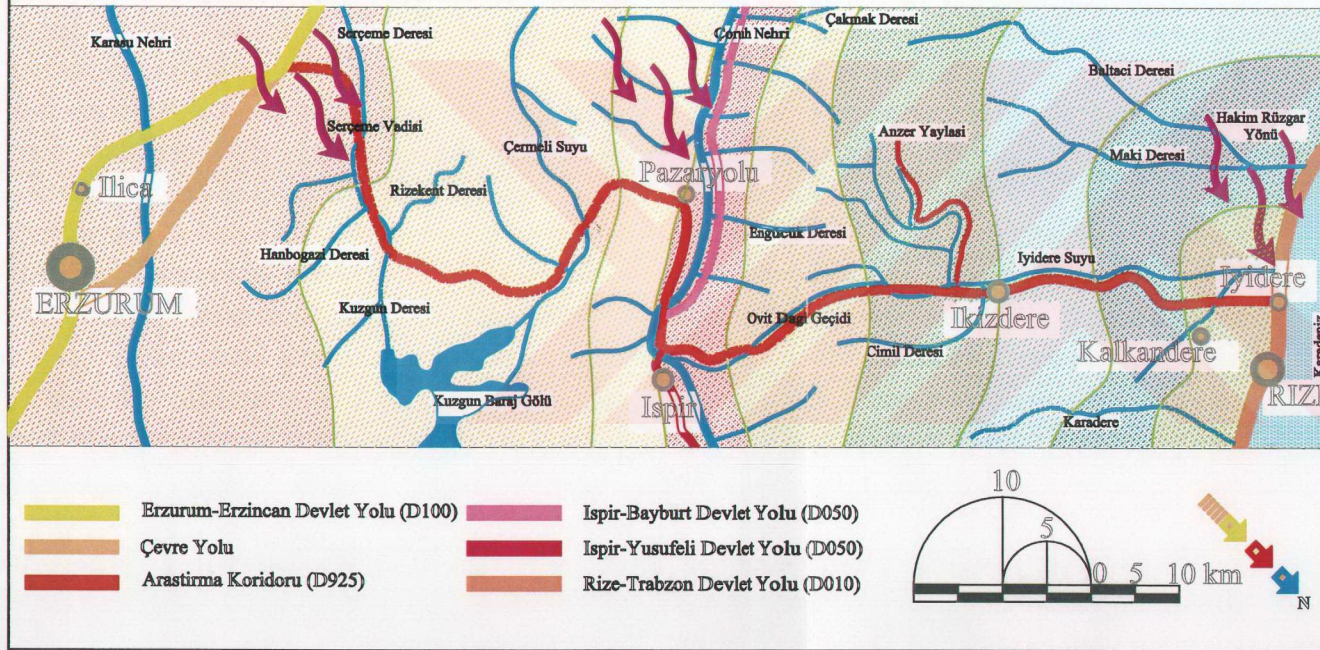 Karasu Nehri
Serçeme Deresi
Çoruh Nehri
Çakmak Deresi
Baltaci Deresi
Serçeme Vadisi
Çermeli Suyu
Anzer Yaylasi
Hakim Rüzgar
Yönü
Maki Deresi
Ilica
Rizekent Deresi
Pazaryolu
Hanbogazi Deresi
Engücük Deresi
Iyidere Suyu
Iyidere
ERZURUM
Kuzgun Deresi
Ovit Dagi Geçidi
Ikizdere
Cimil Deresi
Kalkandere
Karadeniz
Kuzgun Baraj Gölü
Ispir
RIZE
Karadere
Erzurum-Erzincan Devlet Yolu (D100)
Çevre Yolu
Arastirma Koridoru (D925)
Ispir-Bayburt Devlet Yolu (D050)
Ispir-Yusufeli Devlet Yolu (D050)
Rize-Trabzon Devlet Yolu (D010)
10
5
0 5 10 km
N